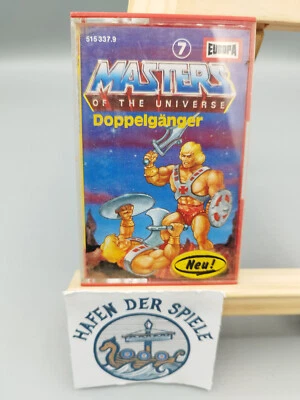 515 337.9
7
EUROPA
MASTERS
OF THE UNIVERSE
Doppelgänger
Neu!
HAFEN DER SPIELE